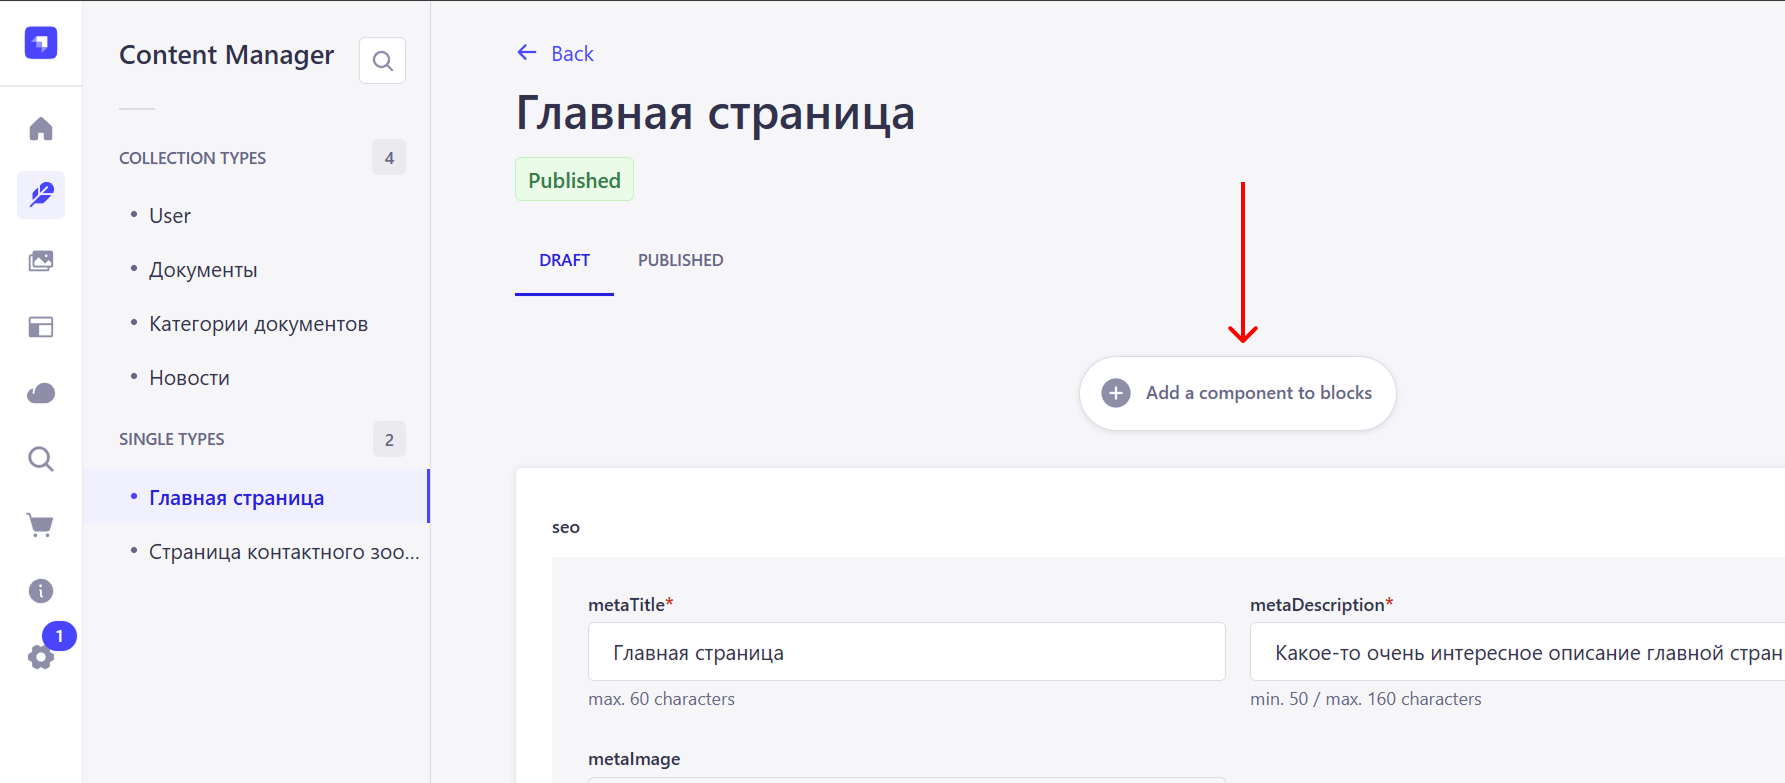 Content Manager
COLLECTION TYPES 4
User
Документы
Категории документов
Новости
SINGLE TYPES 2
Главная страница
Страница контактного зоо...
1
Back
Главная страница
Published
DRAFT PUBLISHED
Add a component to blocks
seo
metaTitle* metaDescription*
Главная страница Какое-то очень интересное описание главной стран
max. 60 characters min. 50 / max. 160 characters
metaImage